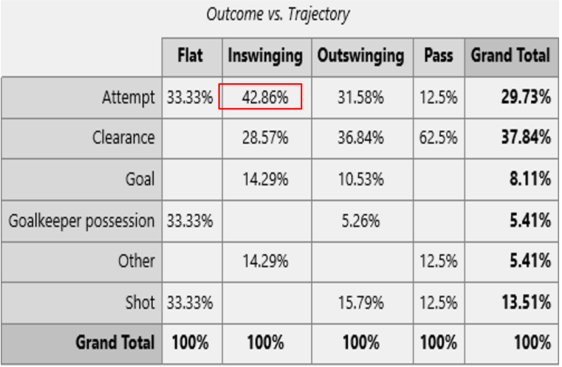 Outcome vs. Trajectory
Flat Inswinging Outswinging Pass Grand Total
Attempt 33.33% 42.86% 31.58% 12.5% 29.73%
Clearance 28.57% 36.84% 62.5% 37.84%
Goal 14.29% 10.53% 8.11%
Goalkeeper possession 33.33% 5.26% 5.41%
Other 14.29% 12.5% 5.41%
Shot 33.33% 15.79% 12.5% 13.51%
Grand Total 100% 100% 100% 100% 100%